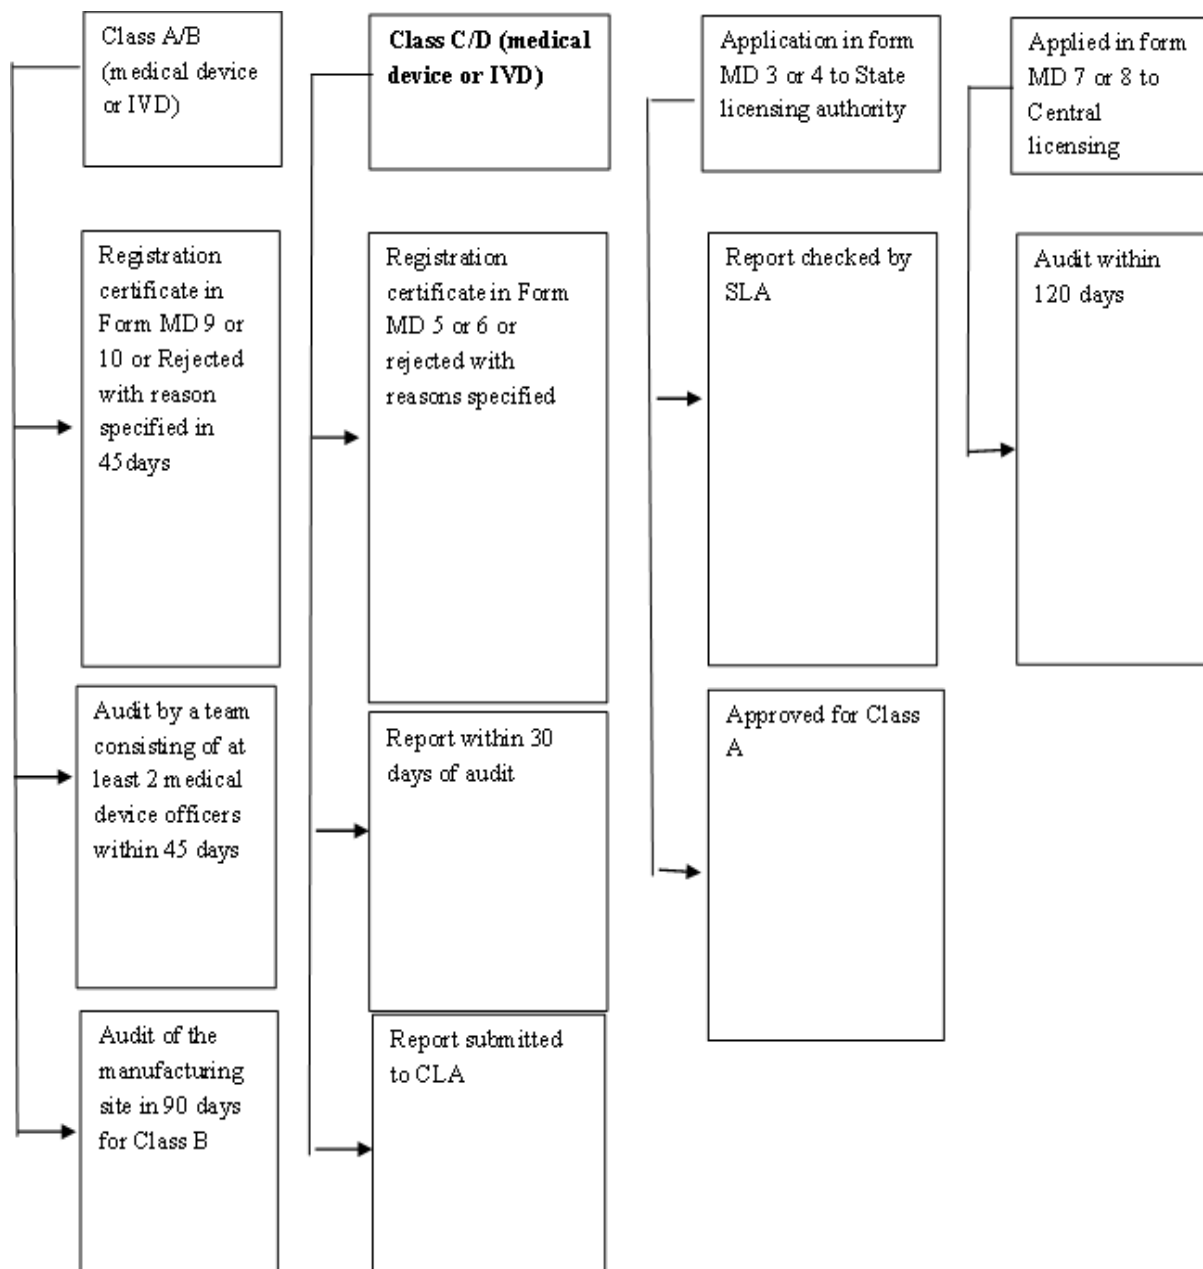 Class A/B
(medical device
or IVD)
Class C/D (medical
device or IVD)
Application in form
MD 3 or 4 to State
licensing authority
Applied in form
MD 7 or 8 to
Central
licensing
Registration
certificate in
Form MD 9 or
10 or Rejected
with reason
specified in
45days
Registration
certificate in Form
MD 5 or 6 or
rejected with
reasons specified
Report checked by
SLA
Audit within
120 days
Audit by a team
consisting of at
least 2 medical
device officers
within 45 days
Report within 30
days of audit
Approved for Class
A
Audit of the
manufacturing
site in 90 days
for Class B
Report submitted
to CLA